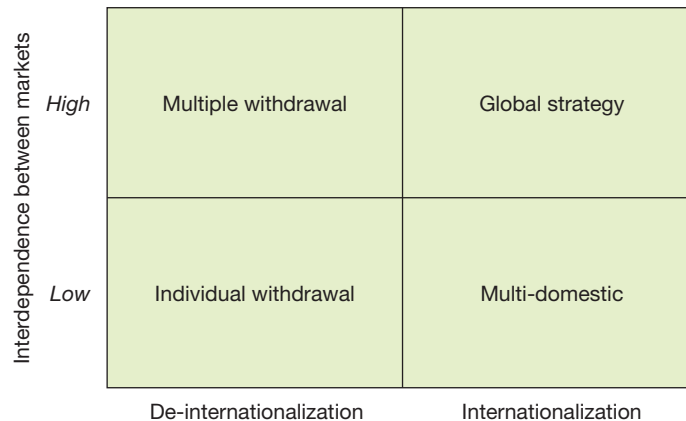 Interdependence between markets
High
Multiple withdrawal
Global strategy
Low
Individual withdrawal
Multi-domestic
De-internationalization
Internationalization